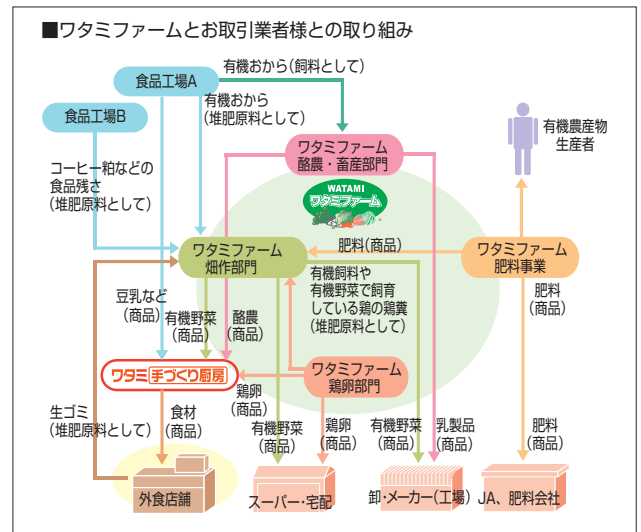 ■ワタミファームとお取引業者様との取り組み
有機おから(飼料として)
食品工場A
有機おから
(堆肥原料として)
食品工場B
有機農産物
生産者
ワタミファーム
酪農・畜産部門
コーヒー粕などの
食品残さ
(堆肥原料として)
WATAMI
ワタミファーム
肥料(商品)
ワタミファーム
畑作部門
ワタミファーム
肥料事業
有機飼料や
有機野菜で飼育
している鶏の鶏糞
(堆肥原料として)
肥料
(商品)
豆乳など
(商品)
有機野菜
(商品)
酪農
(商品)
ワタミ手づくり厨房
ワタミファーム
鶏卵部門
鶏卵
(商品)
生ゴミ
(堆肥原料として)
食材
(商品)
有機野菜
(商品)
鶏卵
(商品)
有機野菜
(商品)
乳製品
(商品)
肥料
(商品)
外食店舗
スーパー・宅配
卸・メーカー(工場)
JA、肥料会社